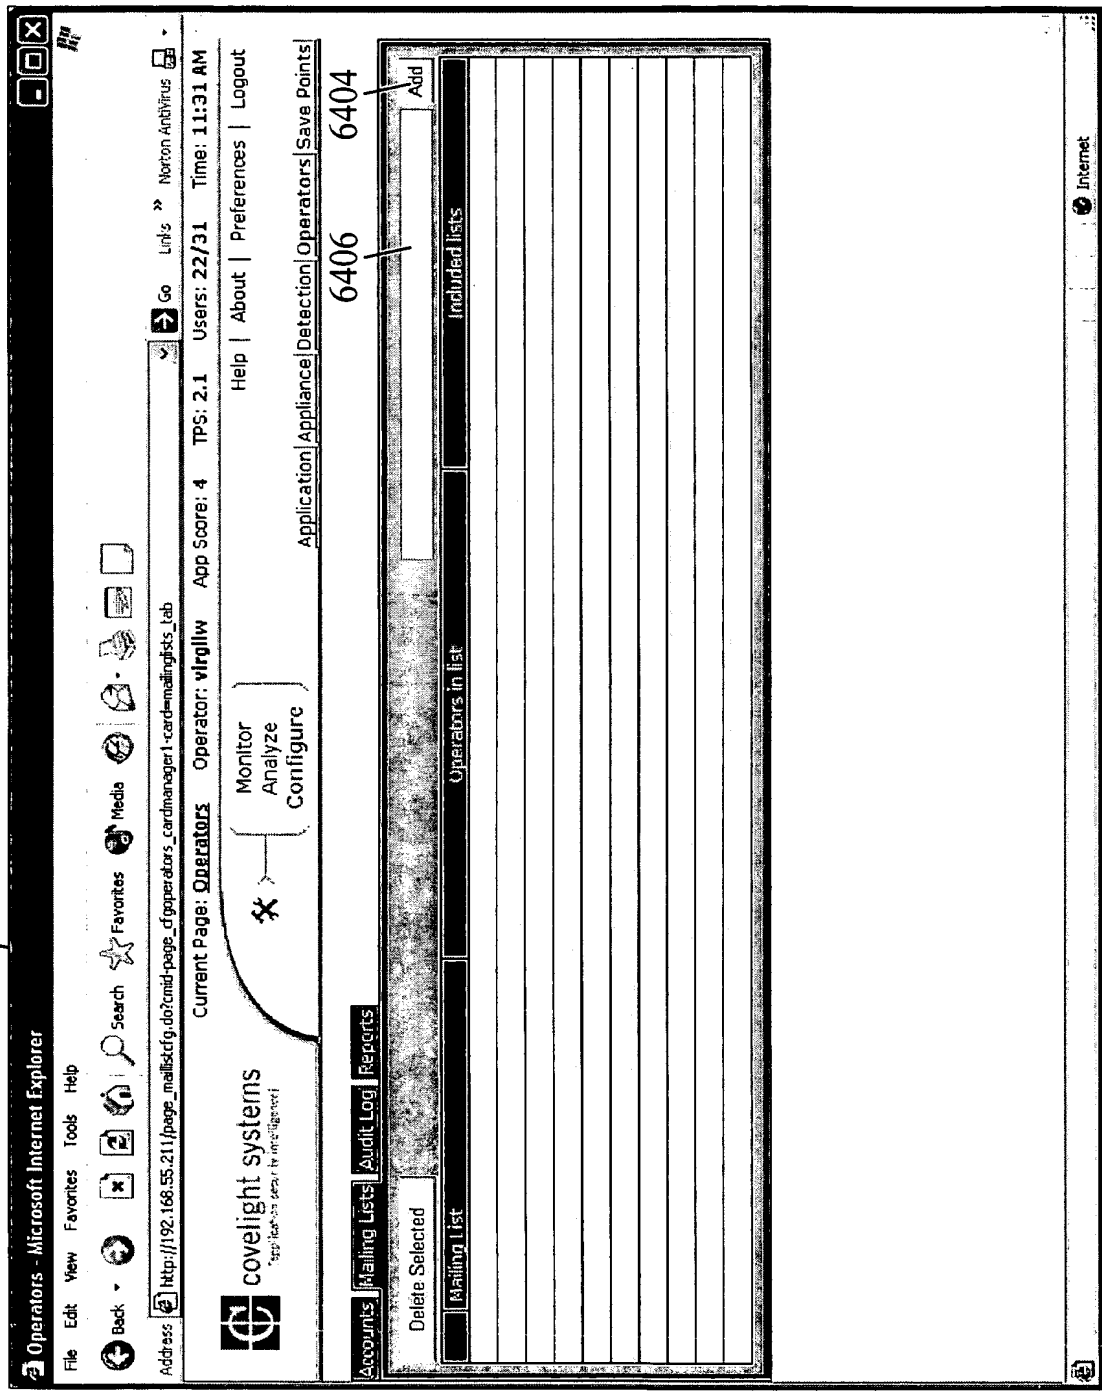 Operators - Microsoft Internet Explorer
File Edit View Favorites Tools Help
Back Search Favorites Media
Address http://192.168.55.211/page_maillistcfg.do?cmid=page_cfgoperators_cardmanager1-card=mailinglists_tab Go Links » Norton AntiVirus
Current Page: Operators Operator: virgilw App Score: 4 TPS: 2.1 Users: 22/31 Time: 11:31 AM
covelight systems
Monitor
Analyze
Configure
Help | About | Preferences | Logout
Application|Appliance|Detection|Operators|Save Points|
Accounts Mailing Lists Audit Log Reports
6406 6404
Delete Selected Add
Mailing List Operators in list Included lists
Internet